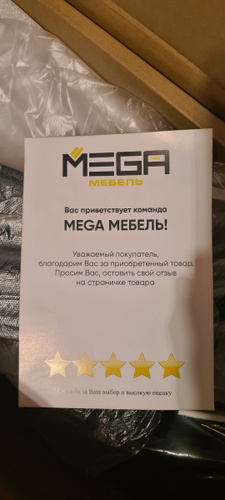 MEGA
МЕБЕЛЬ
Вас приветствует команда
MEGA МЕБЕЛЬ!
Уважаемый покупатель,
благодарим Вас за приобретенный товар.
Просим Вас, оставить свой отзыв
на страничке товара
за Ваш выбор и высокую оценку